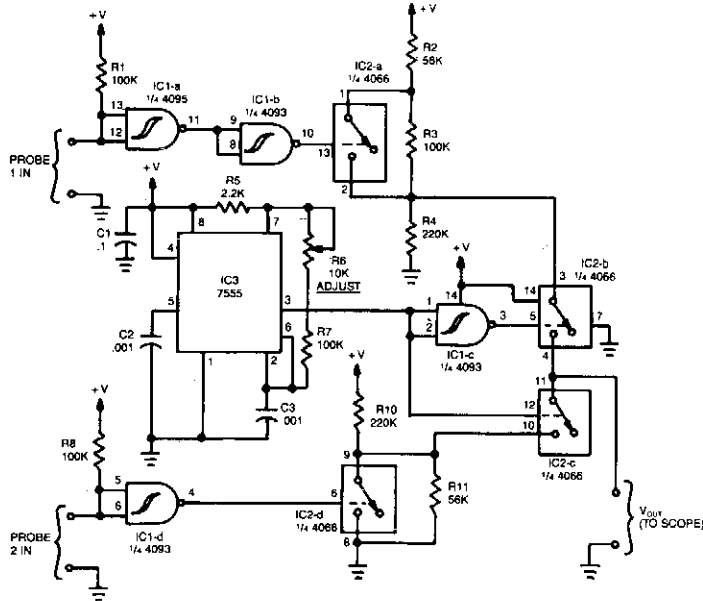 +V
R1
100K
13
12
IC1-a
1/4 4095
11
IC1-b
1/4 4093
9
8
10
13
IC2-a
1/4 4066
1
2
+V
R2
56K
R3
100K
R4
220K
PROBE
1 IN
+V
C1
.1
R5
2.2K
8
7
4
5
IC3
7555
3
6
1
2
R6
10K
ADJUST
R7
100K
C2
.001
C3
.001
+V
14
1
2
3
IC1-c
1/4 4093
IC2-b
1/4 4066
3
14
5
7
4
11
12
10
IC2-c
1/4 4066
+V
R8
100K
5
6
4
IC1-d
1/4 4093
PROBE
2 IN
R10
220K
9
6
8
IC2-d
1/4 4066
R11
56K
VOUT
(TO SCOPE)